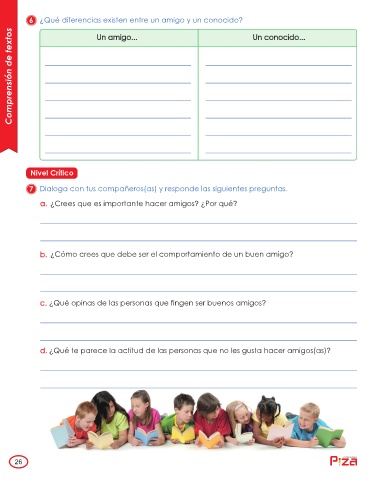 Comprensión de textos
6 ¿Qué diferencias existen entre un amigo y un conocido?
Un amigo... Un conocido...
Nivel Crítico
7 Dialoga con tus compañeros(as) y responde las siguientes preguntas.
a. ¿Crees que es importante hacer amigos? ¿Por qué?
b. ¿Cómo crees que debe ser el comportamiento de un buen amigo?
c. ¿Qué opinas de las personas que fingen ser buenos amigos?
d. ¿Qué te parece la actitud de las personas que no les gusta hacer amigos(as)?
26